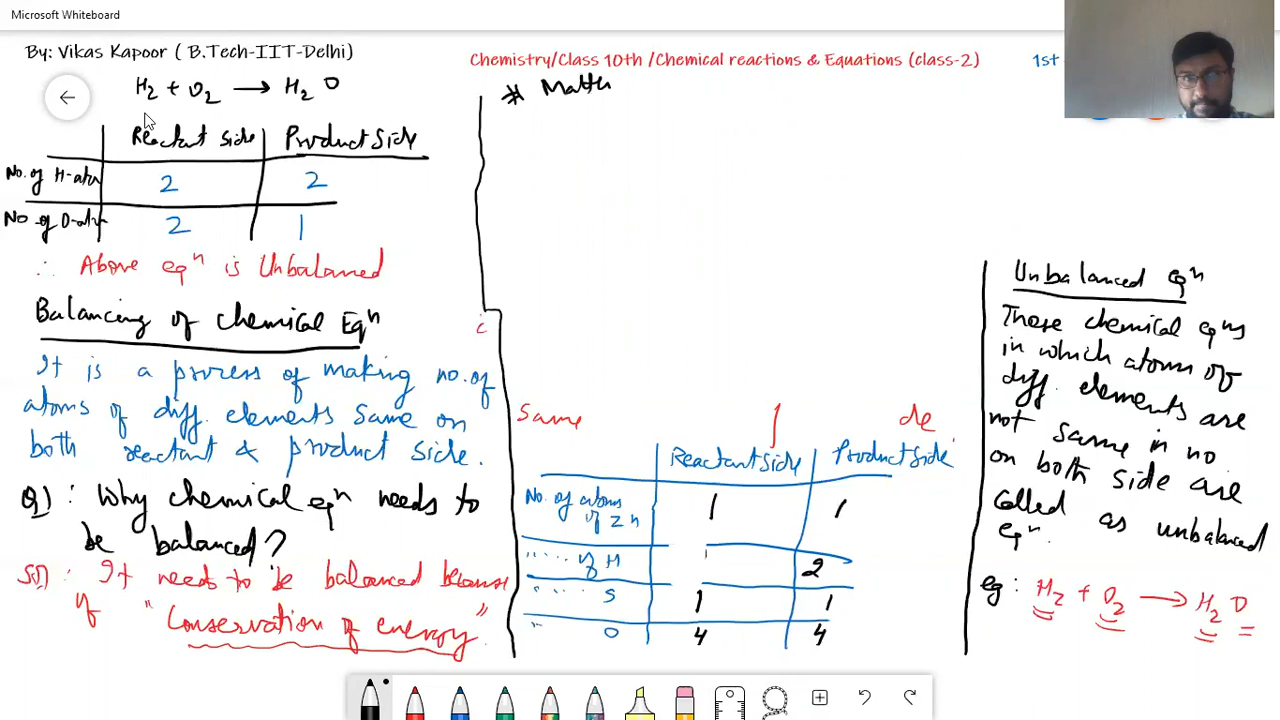 Microsoft Whiteboard
By: Vikas Kapoor ( B.Tech-IIT-Delhi)
Chemistry/Class 10th /Chemical reactions & Equations (class-2)
1st
H2 + O2 → H2 O
Reactant Side Product Side
No. of H-atm 2 2
No of O-atm 2 1
∴ Above eqn is Unbalanced
Balancing of chemical Eqn
It is a process of making no. of
atoms of diff. elements same on
both reactant & product side.
Q) : Why chemical eqn needs to
be balanced?
Sol) : It needs to be balanced because
of "Conservation of energy"
# Matth
c
Same de
Reactant Side Product Side
No. of atoms of Zn 1 1
" ... of H 2
" ... S 1 1
" O 4 4
Unbalanced Eqn
These chemical eqns
in which atoms of
diff. elements are
not same in no
on both side are
called as unbalanced
eqn.
eg : H2 + O2 → H2 O